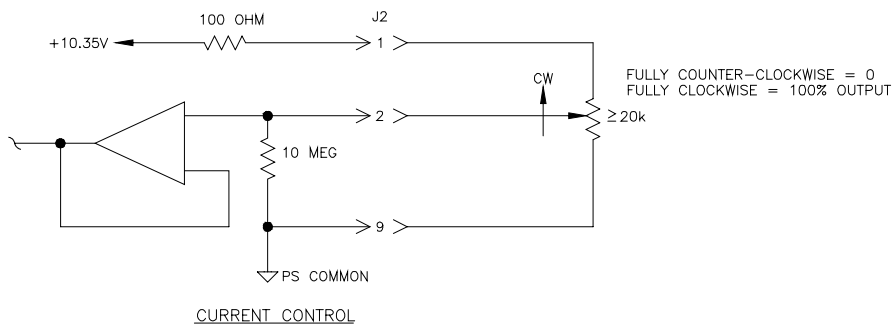 100 OHM
J2
+10.35V
1
FULLY COUNTER-CLOCKWISE = 0
FULLY CLOCKWISE = 100% OUTPUT
CW
2
≥20k
10 MEG
9
PS COMMON
CURRENT CONTROL